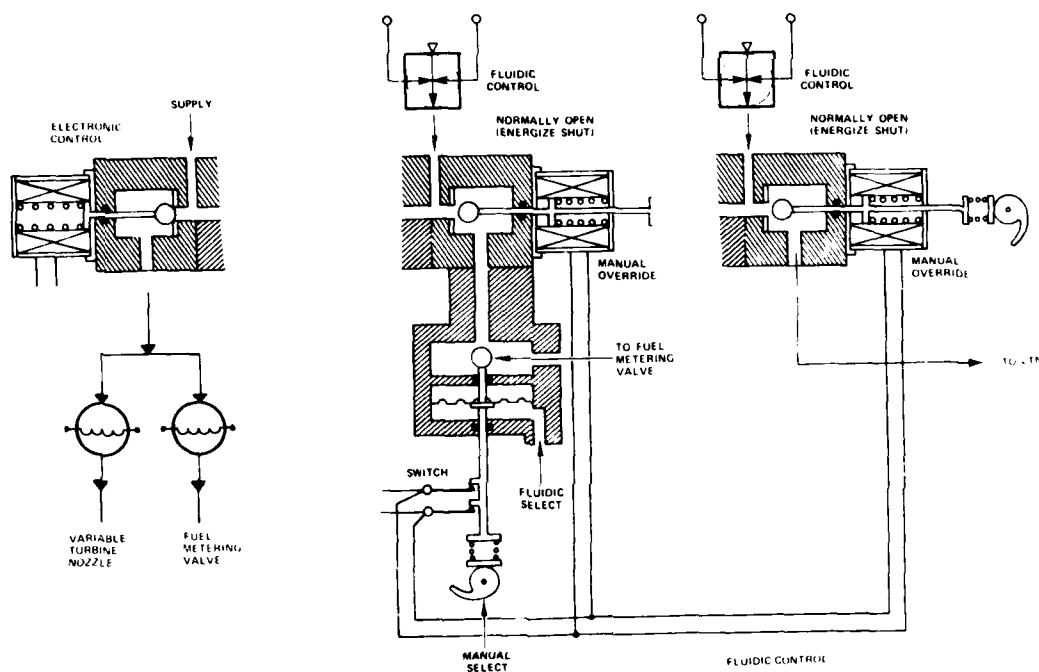 SUPPLY
ELECTRONIC
CONTROL
VARIABLE
TURBINE
NOZZLE
FUEL
METERING
VALVE
FLUIDIC
CONTROL
NORMALLY OPEN
(ENERGIZE SHUT)
MANUAL
OVERRIDE
TO FUEL
METERING
VALVE
SWITCH
FLUIDIC
SELECT
MANUAL
SELECT
FLUIDIC
CONTROL
NORMALLY OPEN
(ENERGIZE SHUT)
MANUAL
OVERRIDE
TO
FLUIDIC CONTROL